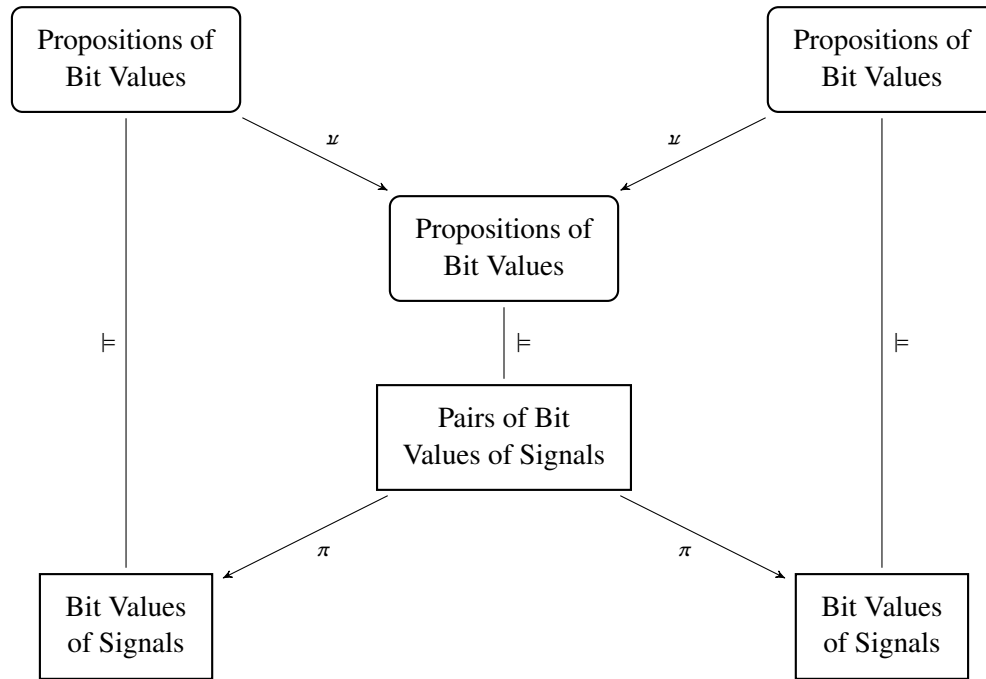 Propositions of
Bit Values
Propositions of
Bit Values
Propositions of
Bit Values
⊨
⊨
⊨
Pairs of Bit
Values of Signals
π
π
Bit Values
of Signals
Bit Values
of Signals